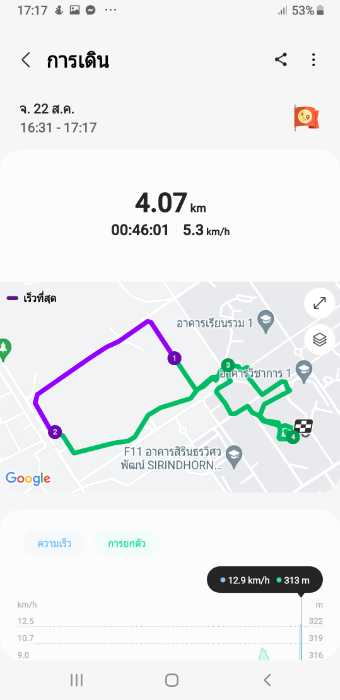 17:17 53%
การเดิน
จ. 22 ส.ค.
16:31 - 17:17
4.07 km
00:46:01 5.3 km/h
เร็วที่สุด
อาคารเรียนรวม 1
1
3
อาคารวิชาการ 1
2
4
F11 อาคารสิรินธรวิศว
พัฒน์ SIRINDHORN...
Google
ความเร็ว การยกตัว
12.9 km/h 313 m
km/h m
12.5 322
10.7 319
9.0 316